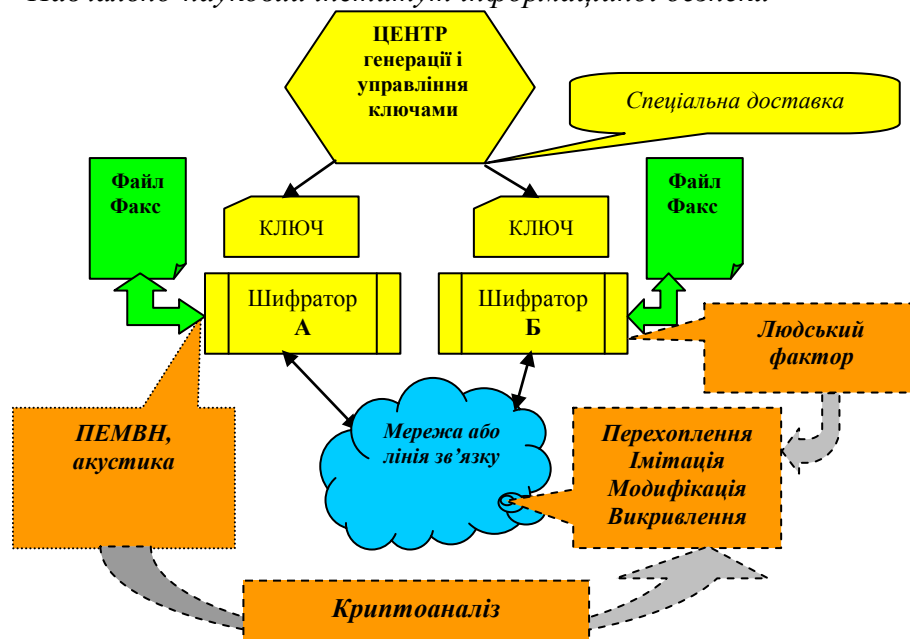 ЦЕНТР
генерації і
управління
ключами
Спеціальна доставка
Файл
Факс
Файл
Факс
КЛЮЧ
КЛЮЧ
Шифратор
А
Шифратор
Б
Людський
фактор
ПЕМВН,
акустика
Мережа або
лінія зв’язку
Перехоплення
Імітація
Модифікація
Викривлення
Криптоаналіз